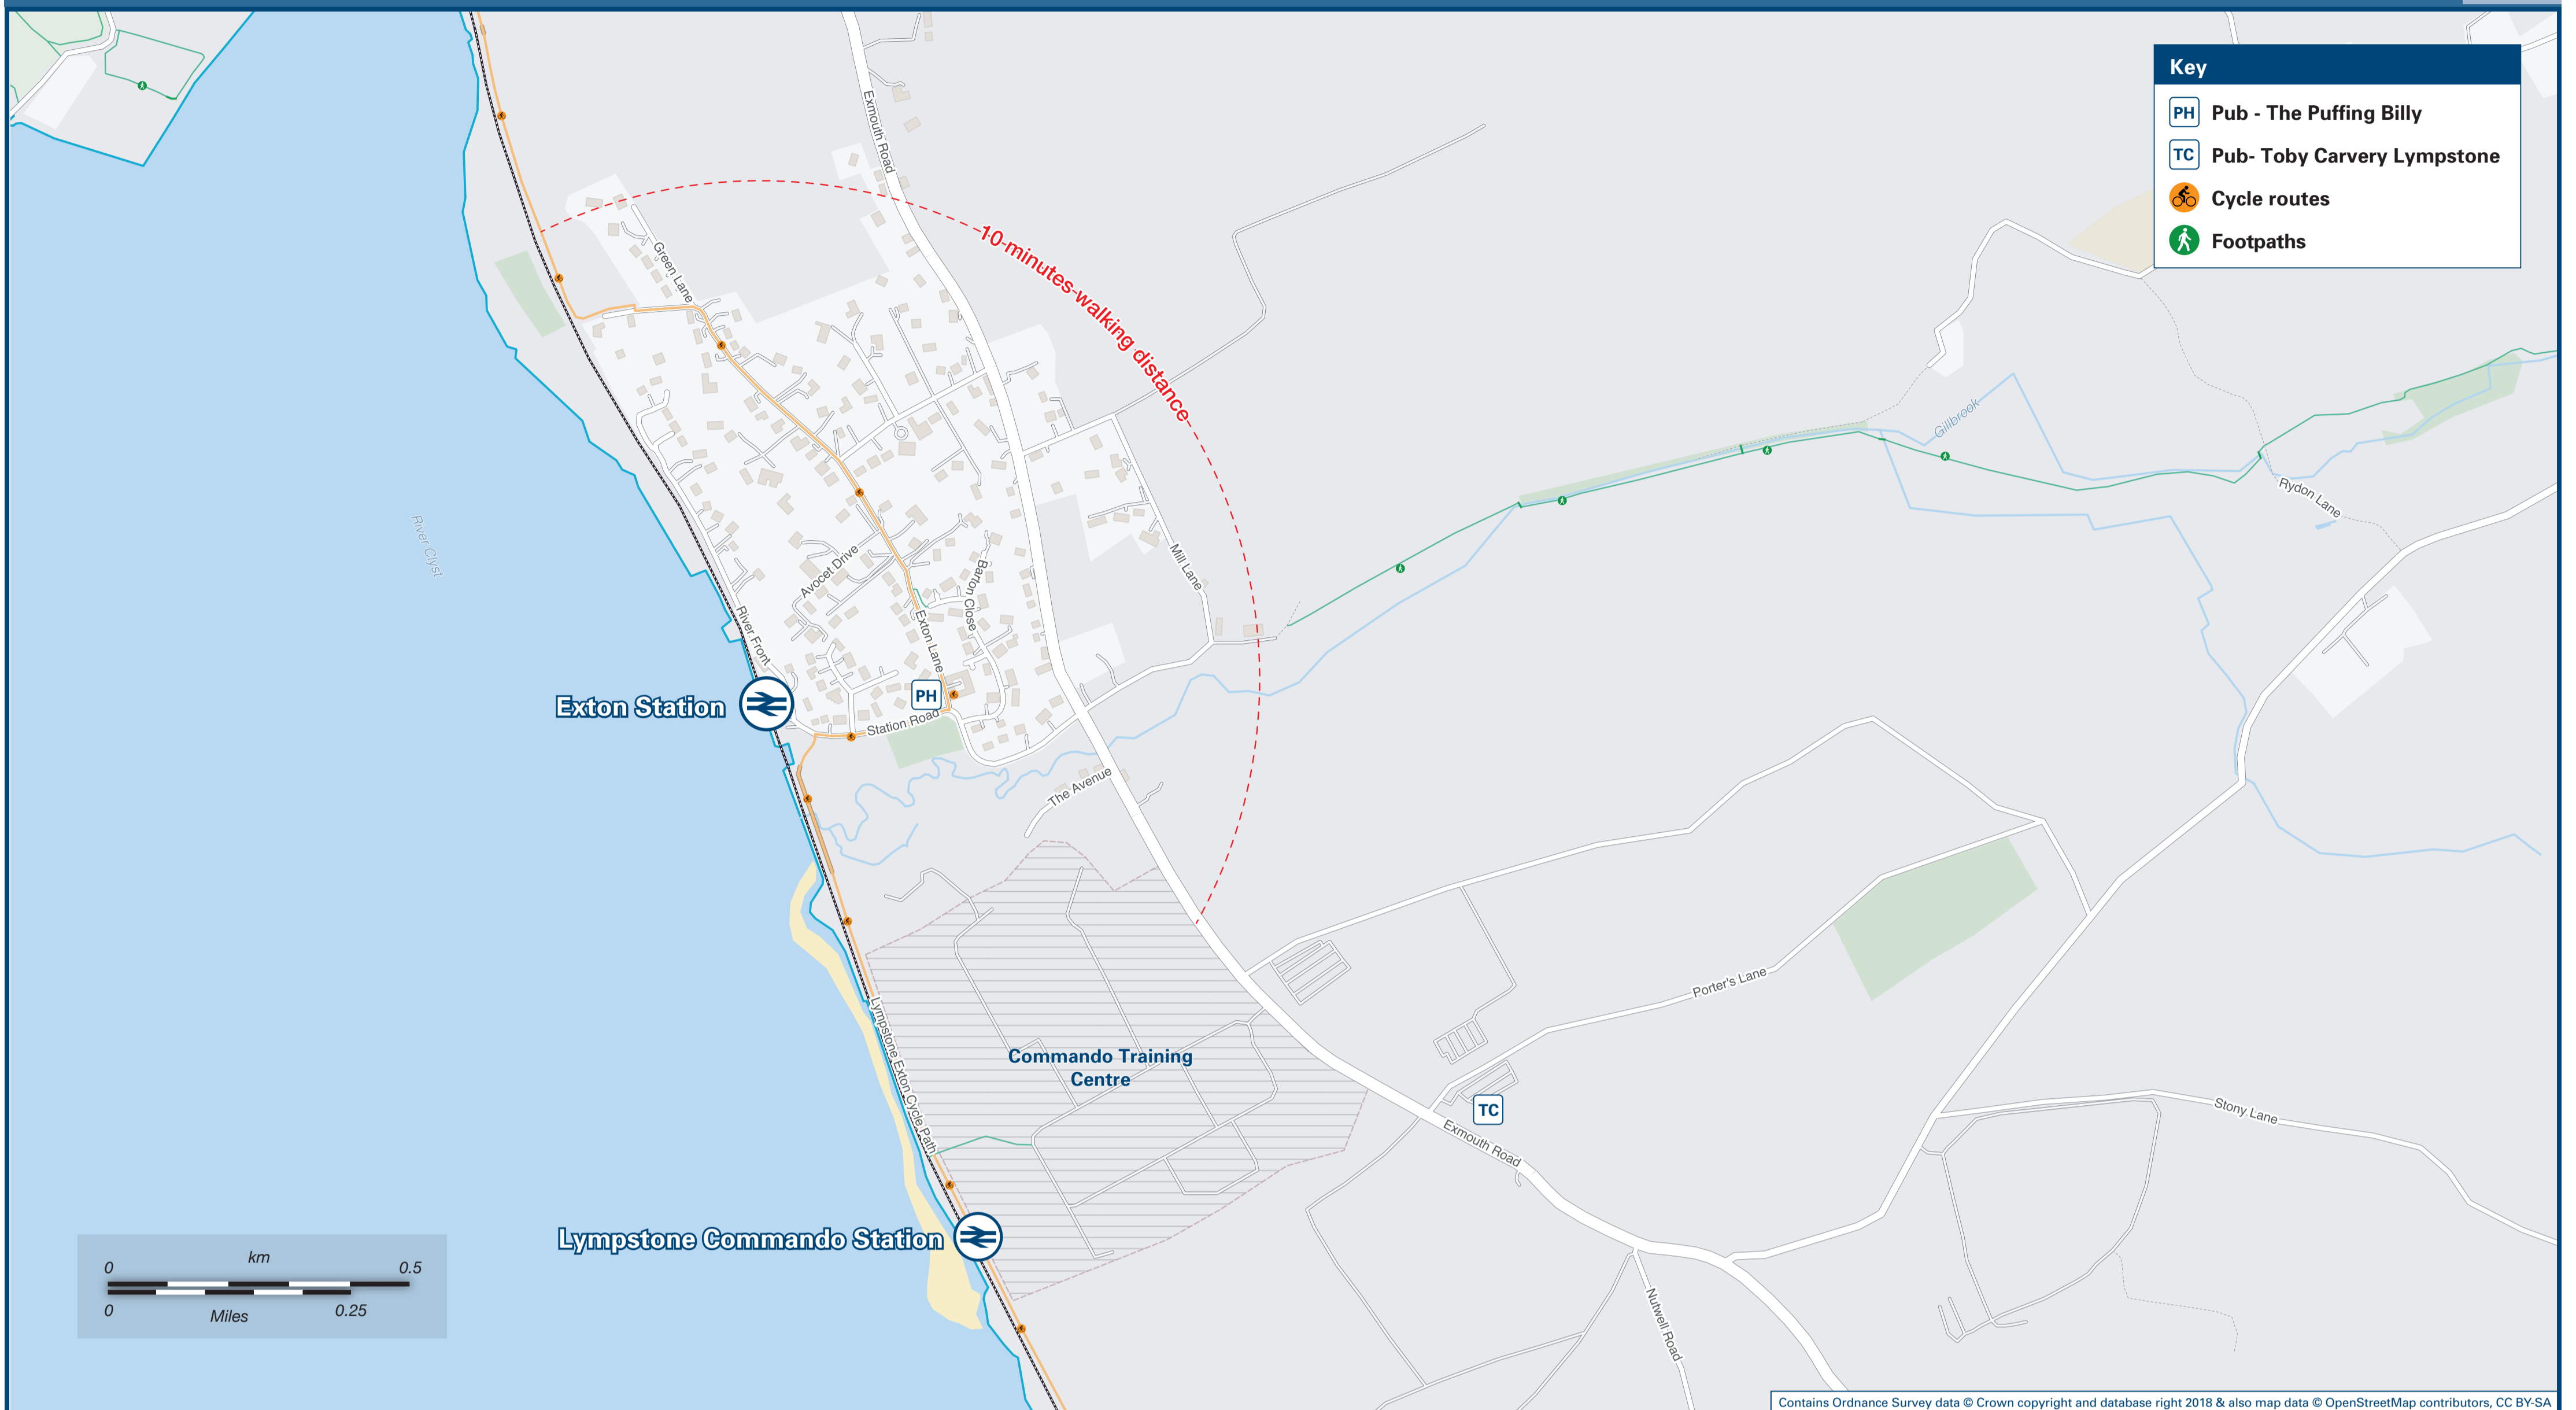 Key
PH Pub - The Puffing Billy
TC Pub- Toby Carvery Lympstone
Cycle routes
Footpaths
Exmouth Road
10 minutes walking distance
Green Lane
River Clyst
Avocet Drive
Barton Close
Mill Lane
Gillbrook
Rydon Lane
River Front
Exton Lane
Exton Station
PH
Station Road
The Avenue
Porter's Lane
Lympstone Exton Cycle Path
Commando Training
Centre
TC
Exmouth Road
Stony Lane
Lympstone Commando Station
Nutwell Road
km
0 0.5
0 0.25
Miles
Contains Ordnance Survey data © Crown copyright and database right 2018 & also map data © OpenStreetMap contributors, CC BY-SA